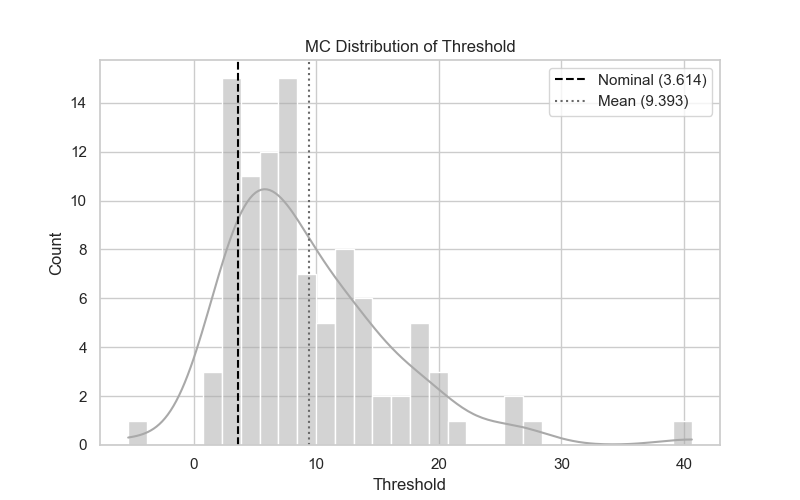 MC Distribution of Threshold
Nominal (3.614)
Mean (9.393)
Count
14
12
10
8
6
4
2
0
0 10 20 30 40
Threshold